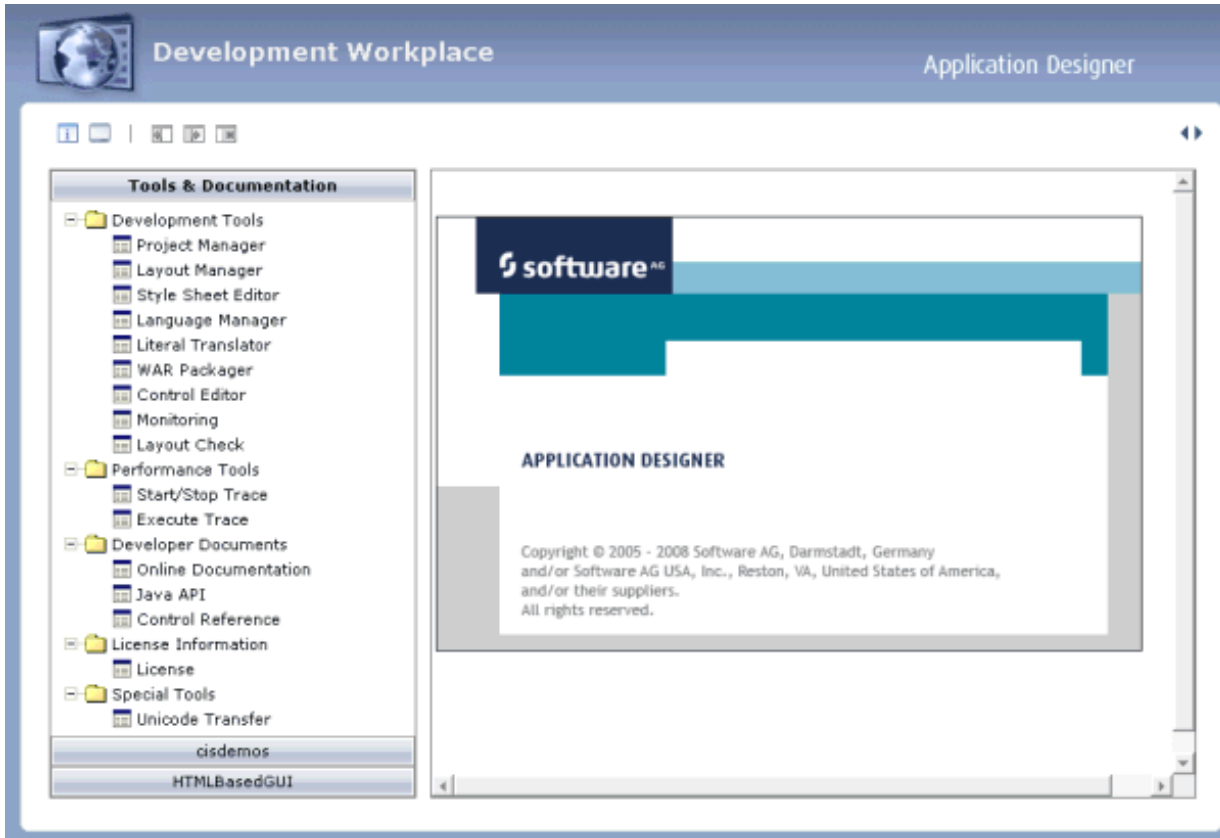 Development Workplace
Application Designer
Tools & Documentation
Development Tools
Project Manager
Layout Manager
Style Sheet Editor
Language Manager
Literal Translator
WAR Packager
Control Editor
Monitoring
Layout Check
Performance Tools
Start/Stop Trace
Execute Trace
Developer Documents
Online Documentation
Java API
Control Reference
License Information
License
Special Tools
Unicode Transfer
cisdemos
HTMLBasedGUI
software AG
APPLICATION DESIGNER
Copyright © 2005 - 2008 Software AG, Darmstadt, Germany
and/or Software AG USA, Inc., Reston, VA, United States of America,
and/or their suppliers.
All rights reserved.